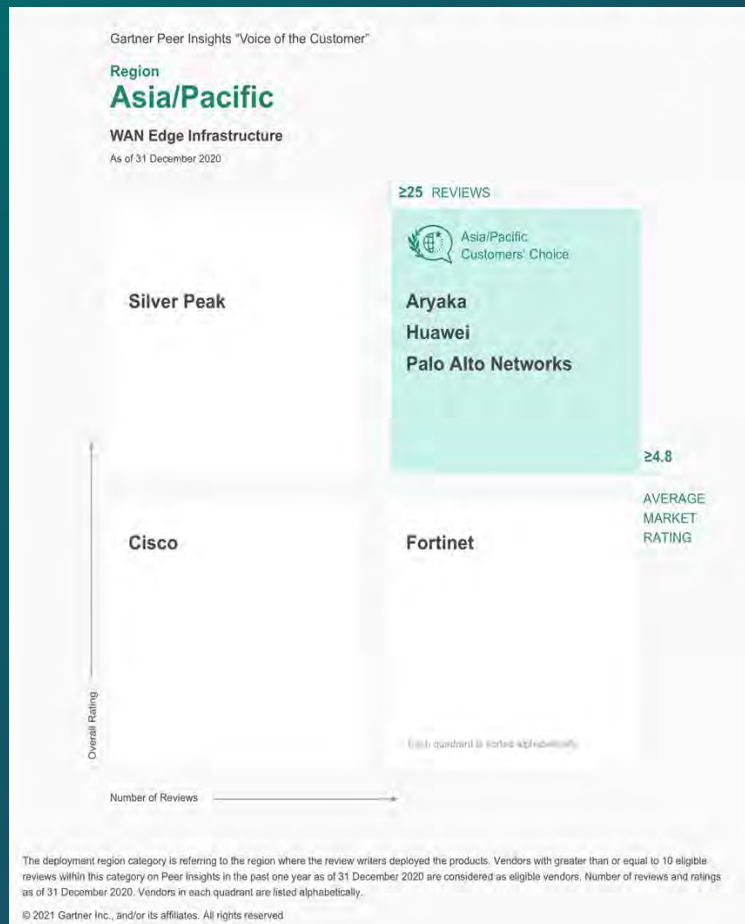 Gartner Peer Insights "Voice of the Customer"
Region
Asia/Pacific
WAN Edge Infrastructure
As of 31 December 2020
≥25 REVIEWS
Asia/Pacific
Customers' Choice
Silver Peak
Aryaka
Huawei
Palo Alto Networks
≥4.8
AVERAGE
MARKET
RATING
Cisco
Fortinet
Overall Rating
Each quadrant is sorted alphabetically.
Number of Reviews
The deployment region category is referring to the region where the review writers deployed the products. Vendors with greater than or equal to 10 eligible
reviews within this category on Peer Insights in the past one year as of 31 December 2020 are considered as eligible vendors. Number of reviews and ratings
as of 31 December 2020. Vendors in each quadrant are listed alphabetically.
© 2021 Gartner Inc., and/or its affiliates. All rights reserved